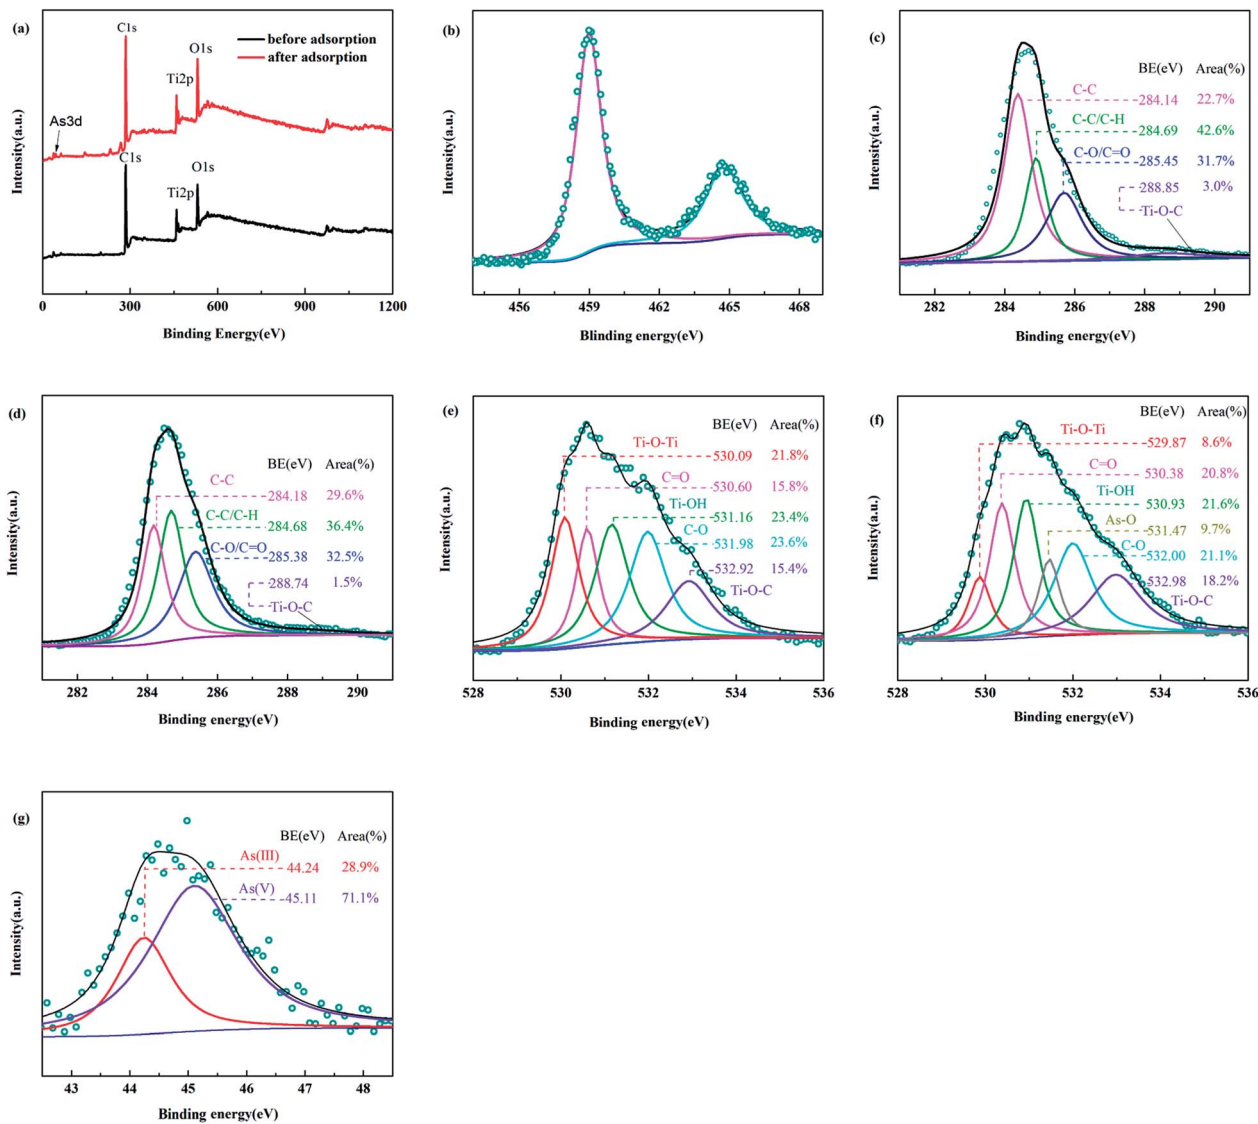 (a)
C1s
before adsorption
after adsorption
O1s
Ti2p
As3d
C1s
O1s
Ti2p
Intensity(a.u.)
0 300 600 900 1200
Binding Energy(eV)
(b)
Intensity(a.u.)
456 459 462 465 468
Blinding energy(eV)
(c)
BE(eV) Area(%)
C-C 284.14 22.7%
C-C/C-H 284.69 42.6%
C-O/C=O 285.45 31.7%
288.85 3.0%
Ti-O-C
Intensity(a.u.)
282 284 286 288 290
Binding energy(eV)
(d)
BE(eV) Area(%)
C-C 284.18 29.6%
C-C/C-H 284.68 36.4%
C-O/C=O 285.38 32.5%
288.74 1.5%
Ti-O-C
Intensity(a.u.)
282 284 286 288 290
Binding energy(eV)
(e)
BE(eV) Area(%)
Ti-O-Ti 530.09 21.8%
C=O 530.60 15.8%
Ti-OH 531.16 23.4%
C-O 531.98 23.6%
532.92 15.4%
Ti-O-C
Intensity(a.u.)
528 530 532 534 536
Binding energy(eV)
(f)
BE(eV) Area(%)
Ti-O-Ti 529.87 8.6%
C=O 530.38 20.8%
Ti-OH 530.93 21.6%
As-O 531.47 9.7%
C-O 532.00 21.1%
532.98 18.2%
Ti-O-C
Intensity(a.u.)
528 530 532 534 536
Binding energy(eV)
(g)
BE(eV) Area(%)
As(III) 44.24 28.9%
As(V) 45.11 71.1%
Intensity(a.u.)
43 44 45 46 47 48
Binding energy(eV)